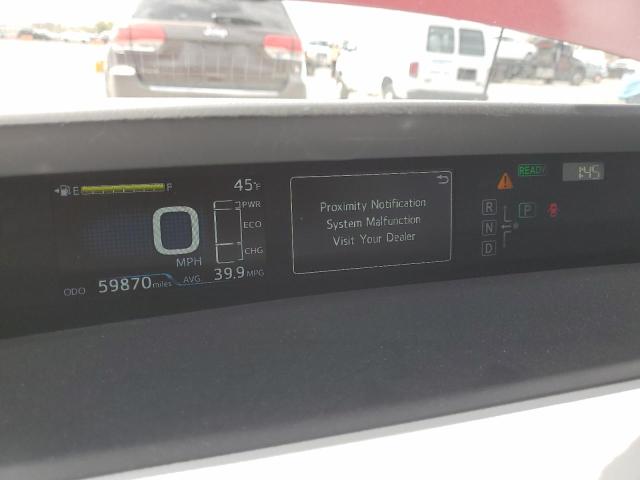 Jeep
E F
45°F
PWR
ECO
CHG
0
MPH
ODO 59870 miles
AVG 39.9 MPG
Proximity Notification
System Malfunction
Visit Your Dealer
READY
1:45
R
N
D
P